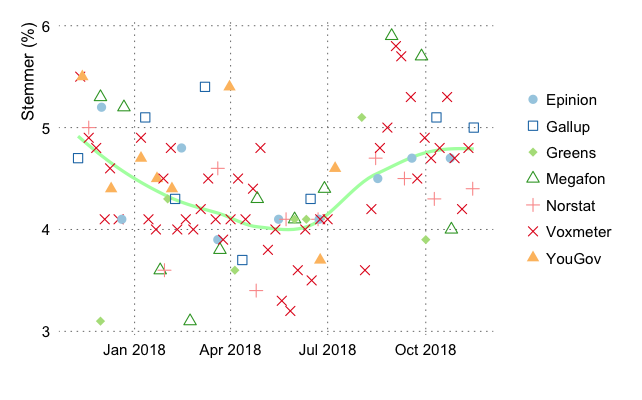 Stemmer (%)
6
5
4
3
Jan 2018 Apr 2018 Jul 2018 Oct 2018
Epinion
Gallup
Greens
Megafon
Norstat
Voxmeter
YouGov